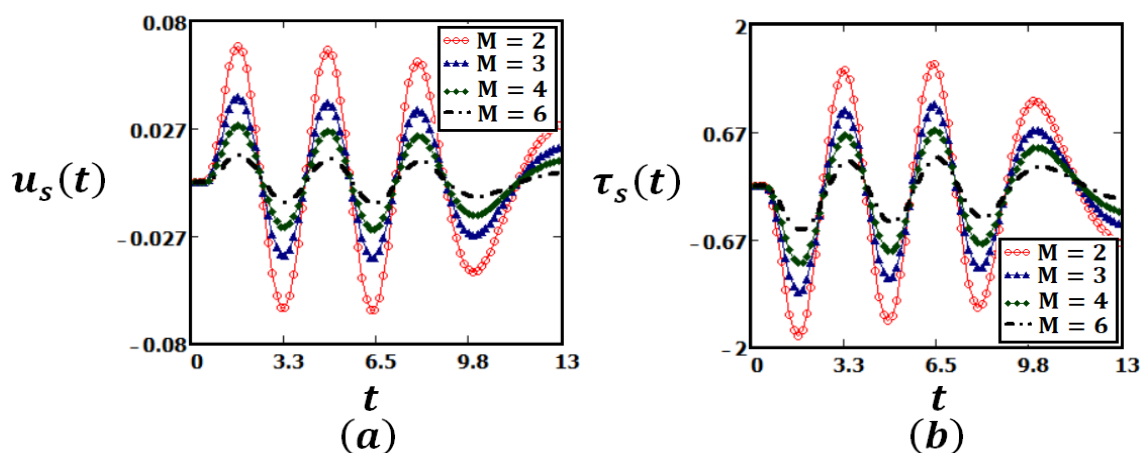 0.08
0.027
-0.027
-0.08
u_s(t)
M = 2
M = 3
M = 4
M = 6
0 3.3 6.5 9.8 13
t
(a)
2
0.67
-0.67
-2
τ_s(t)
M = 2
M = 3
M = 4
M = 6
0 3.3 6.5 9.8 13
t
(b)